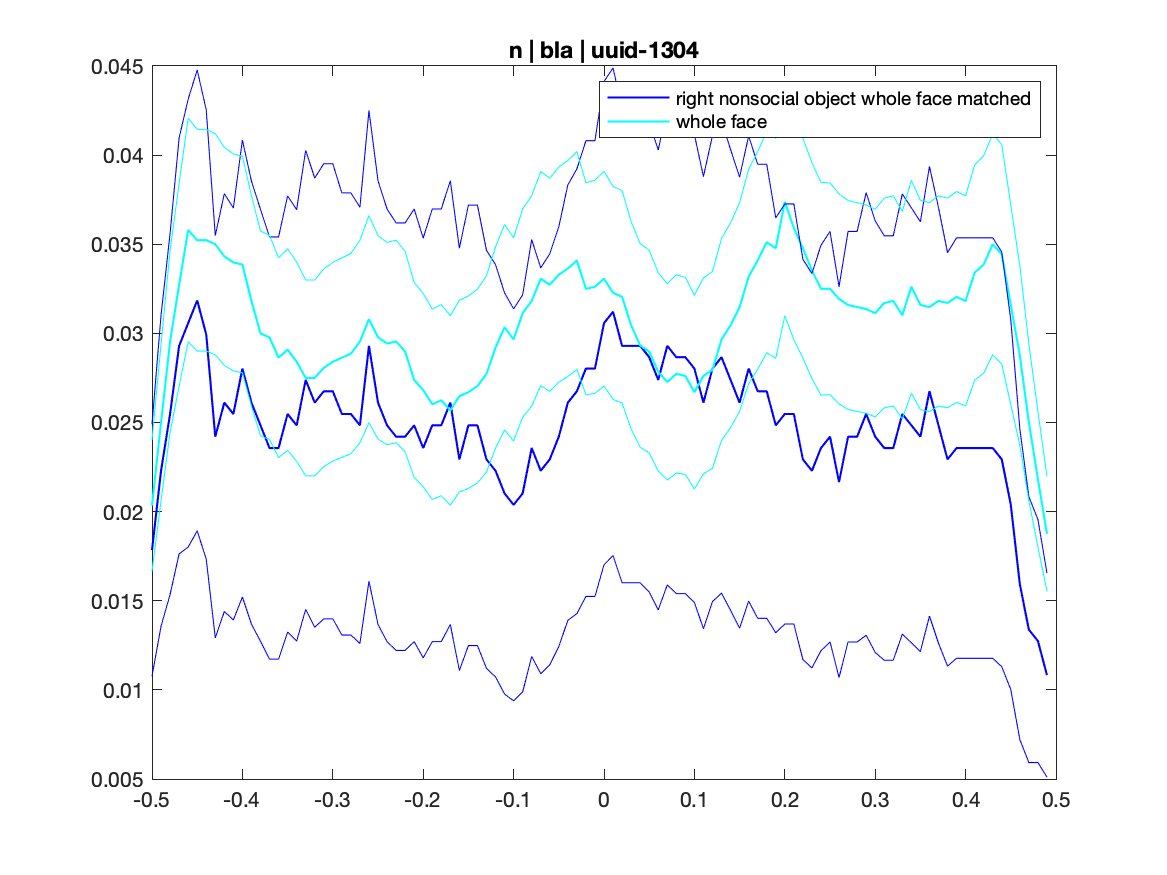 n | bla | uuid-1304
right nonsocial object whole face matched
whole face
0.045
0.04
0.035
0.03
0.025
0.02
0.015
0.01
0.005
-0.5 -0.4 -0.3 -0.2 -0.1 0 0.1 0.2 0.3 0.4 0.5